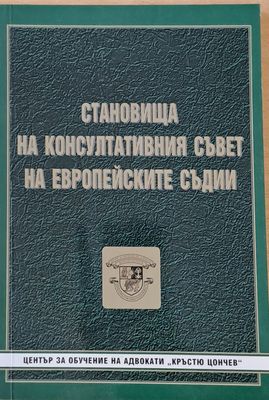 СТАНОВИЩА
НА КОНСУЛТАТИВНИЯ СЪВЕТ
НА ЕВРОПЕЙСКИТЕ СЪДИИ
ЦЕНТЪР ЗА ОБУЧЕНИЕ НА АДВОКАТИ „КРЪСТЮ ЦОНЧЕВ“